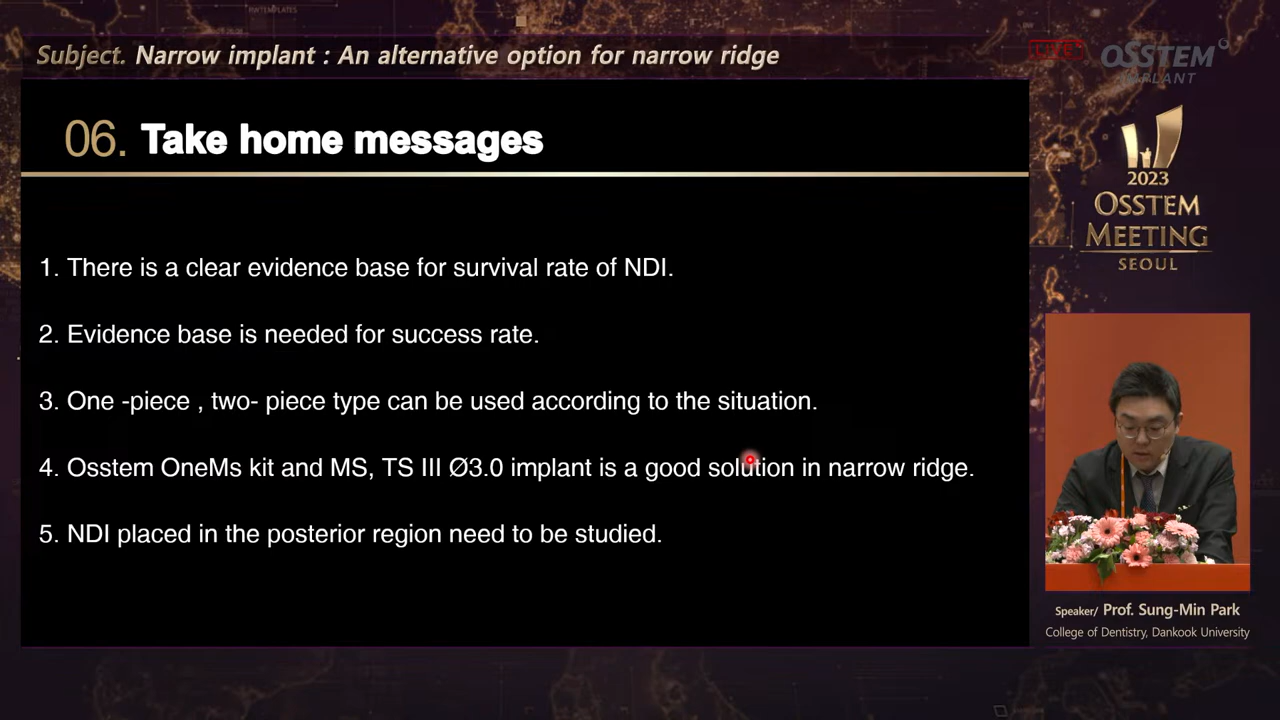 PPTXTEMPLATES
Subject. Narrow implant : An alternative option for narrow ridge
LIVE
OSSTEM
IMPLANT
06. Take home messages
2023
OSSTEM
MEETING
SEOUL
1. There is a clear evidence base for survival rate of NDI.
2. Evidence base is needed for success rate.
3. One -piece , two- piece type can be used according to the situation.
4. Osstem OneMs kit and MS, TS III Ø3.0 implant is a good solution in narrow ridge.
5. NDI placed in the posterior region need to be studied.
Speaker/ Prof. Sung-Min Park
College of Dentistry, Dankook University